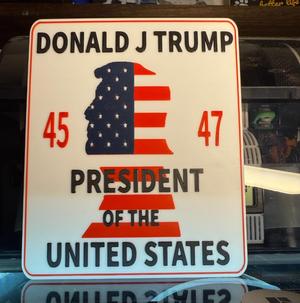 DONALD J TRUMP
45 47
PRESIDENT
OF THE
UNITED STATES